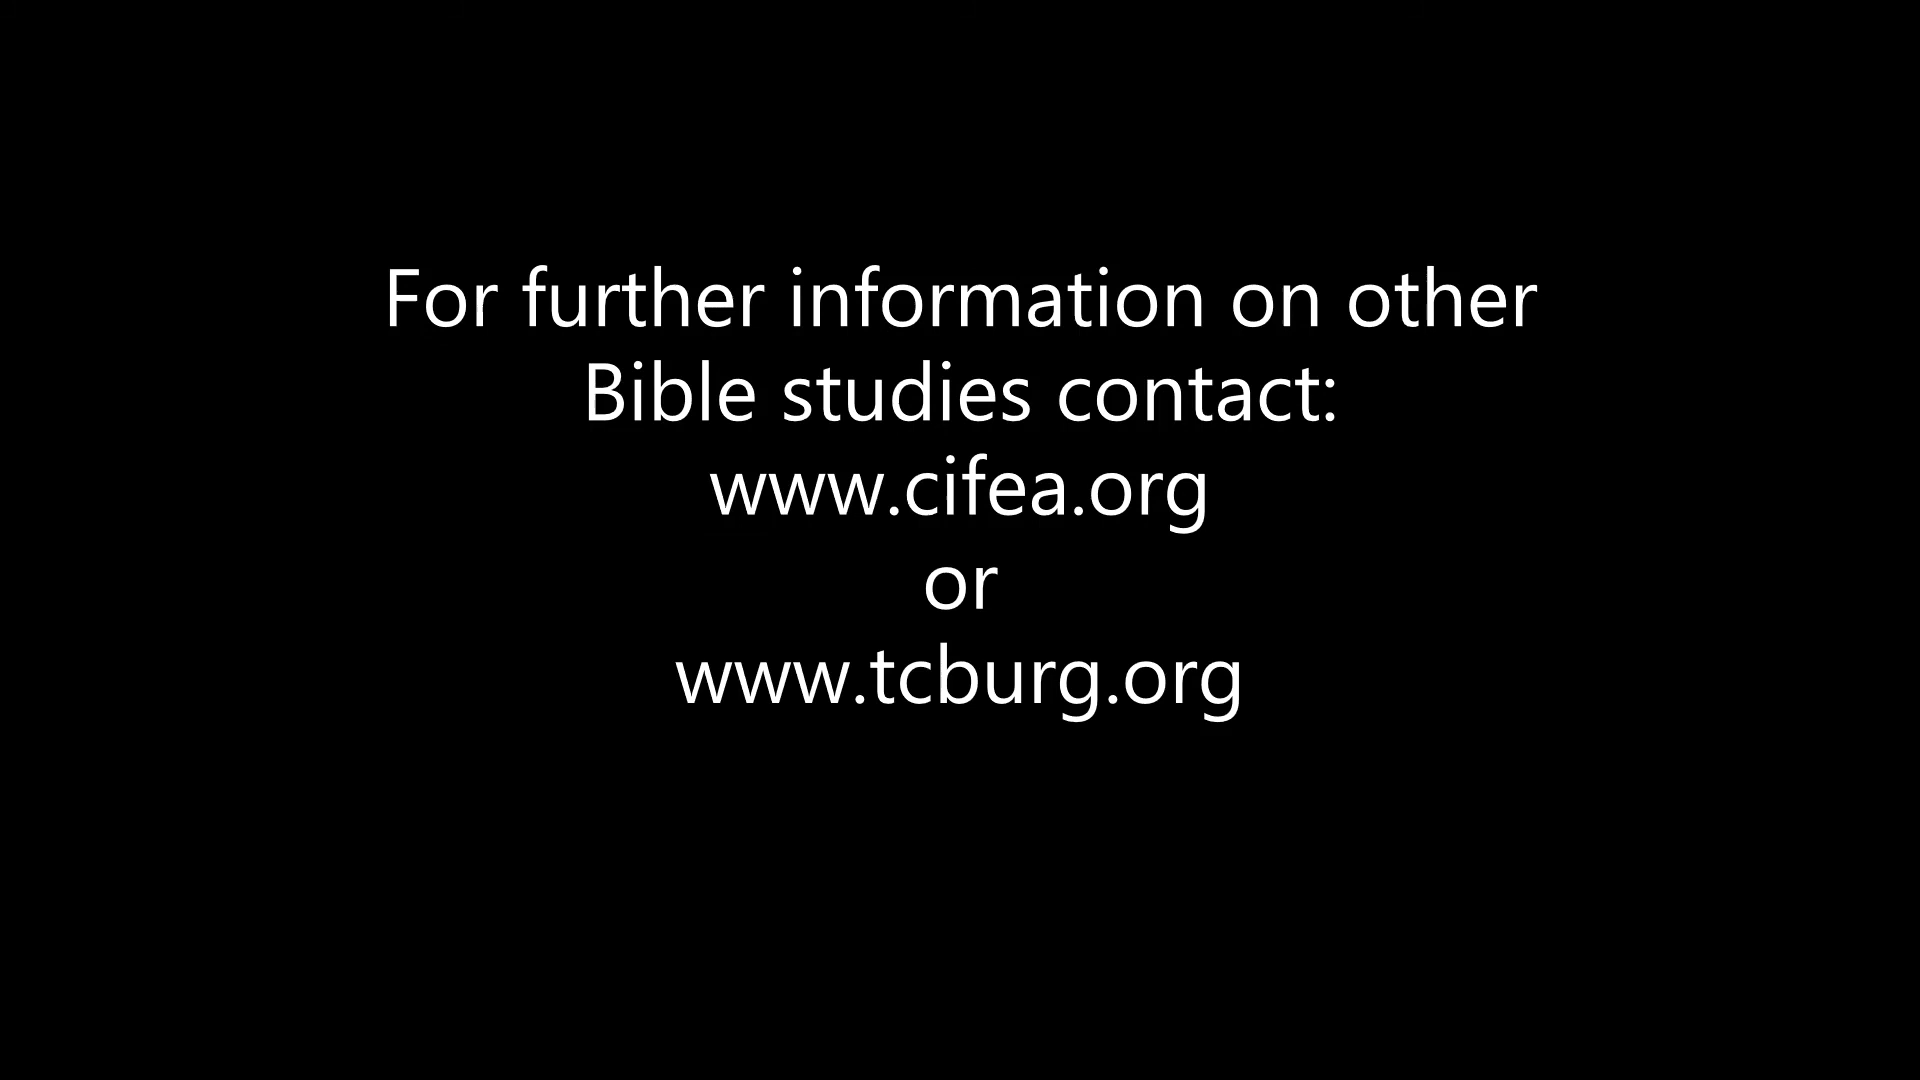 For further information on other
Bible studies contact:
www.cifea.org
or
www.tcburg.org